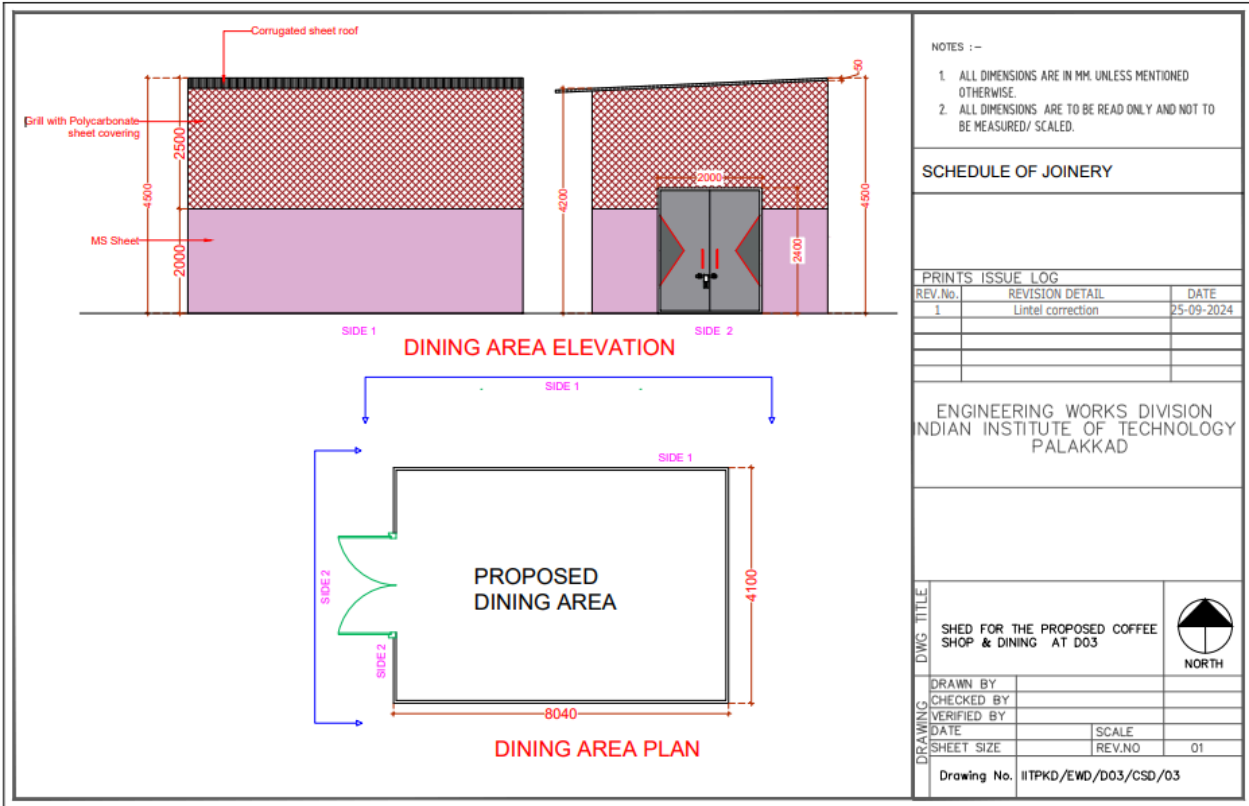 Corrugated sheet roof
Grill with Polycarbonate
sheet covering
2500
4500
MS Sheet
2000
SIDE 1
50
2000
4200
4500
2400
SIDE 2
DINING AREA ELEVATION
SIDE 1
SIDE 1
SIDE 2
SIDE 2
PROPOSED
DINING AREA
4100
8040
DINING AREA PLAN
NOTES :-
1. ALL DIMENSIONS ARE IN MM. UNLESS MENTIONED
OTHERWISE.
2. ALL DIMENSIONS ARE TO BE READ ONLY AND NOT TO
BE MEASURED/ SCALED.
SCHEDULE OF JOINERY
PRINTS ISSUE LOG
REV.No. REVISION DETAIL DATE
1 Lintel correction 25-09-2024
ENGINEERING WORKS DIVISION
INDIAN INSTITUTE OF TECHNOLOGY
PALAKKAD
DWG TITLE
SHED FOR THE PROPOSED COFFEE
SHOP & DINING AT D03
NORTH
DRAWING
DRAWN BY
CHECKED BY
VERIFIED BY
DATE SCALE
SHEET SIZE REV.NO 01
Drawing No. IITPKD/EWD/D03/CSD/03